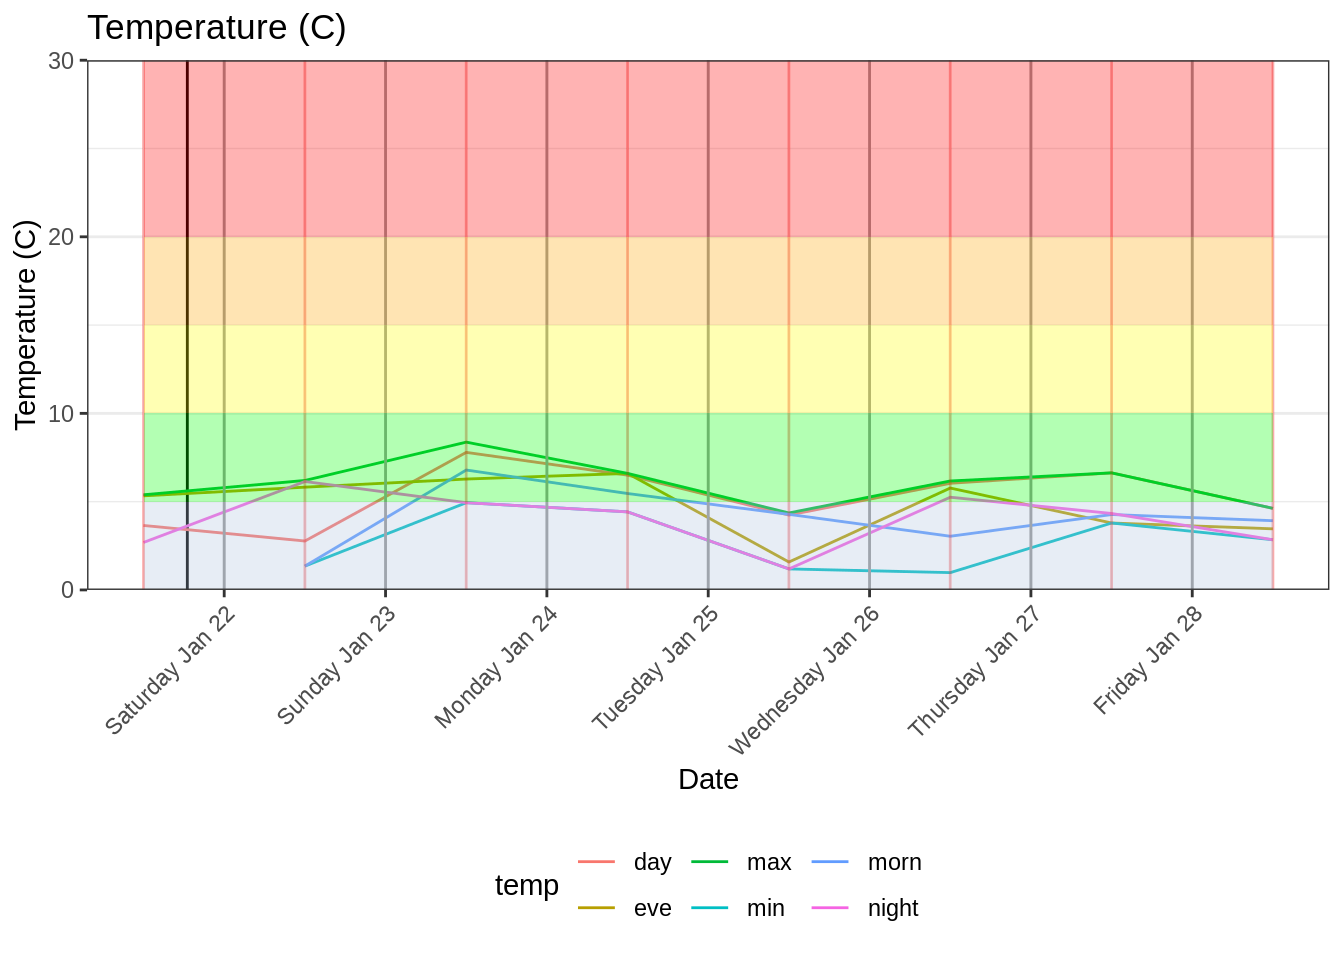 Temperature (C)
Temperature (C)
30
20
10
0
Saturday Jan 22
Sunday Jan 23
Monday Jan 24
Tuesday Jan 25
Wednesday Jan 26
Thursday Jan 27
Friday Jan 28
Date
temp
day
max
morn
eve
min
night